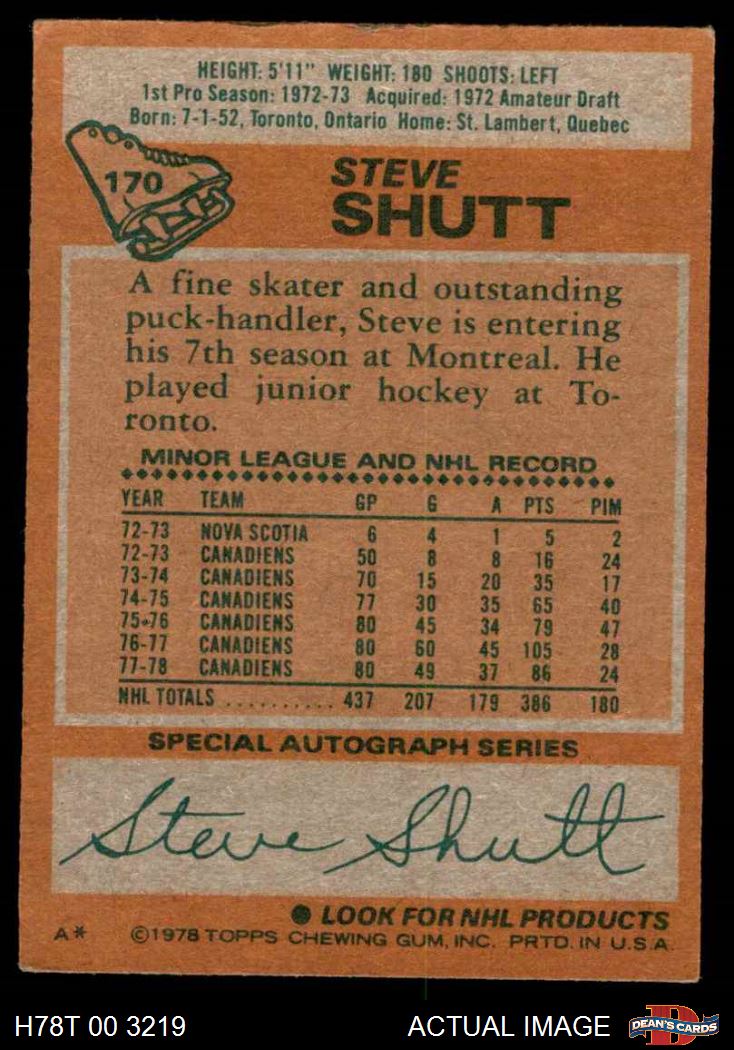 HEIGHT: 5'11" WEIGHT: 180 SHOOTS: LEFT
1st Pro Season: 1972-73 Acquired: 1972 Amateur Draft
Born: 7-1-52, Toronto, Ontario Home: St. Lambert, Quebec
170
STEVE
SHUTT
A fine skater and outstanding
puck-handler, Steve is entering
his 7th season at Montreal. He
played junior hockey at To-
ronto.
MINOR LEAGUE AND NHL RECORD
YEAR TEAM GP G A PTS PIM
72-73 NOVA SCOTIA 6 4 1 5 2
72-73 CANADIENS 50 8 8 16 24
73-74 CANADIENS 70 15 20 35 17
74-75 CANADIENS 77 30 35 65 40
75-76 CANADIENS 80 45 34 79 47
76-77 CANADIENS 80 60 45 105 28
77-78 CANADIENS 80 49 37 86 24
NHL TOTALS .......... 437 207 179 386 180
SPECIAL AUTOGRAPH SERIES
Steve Shutt
● LOOK FOR NHL PRODUCTS
A* ©1978 TOPPS CHEWING GUM, INC. PRTD. IN U.S.A.
H78T 00 3219 ACTUAL IMAGE D DEAN'S CARDS